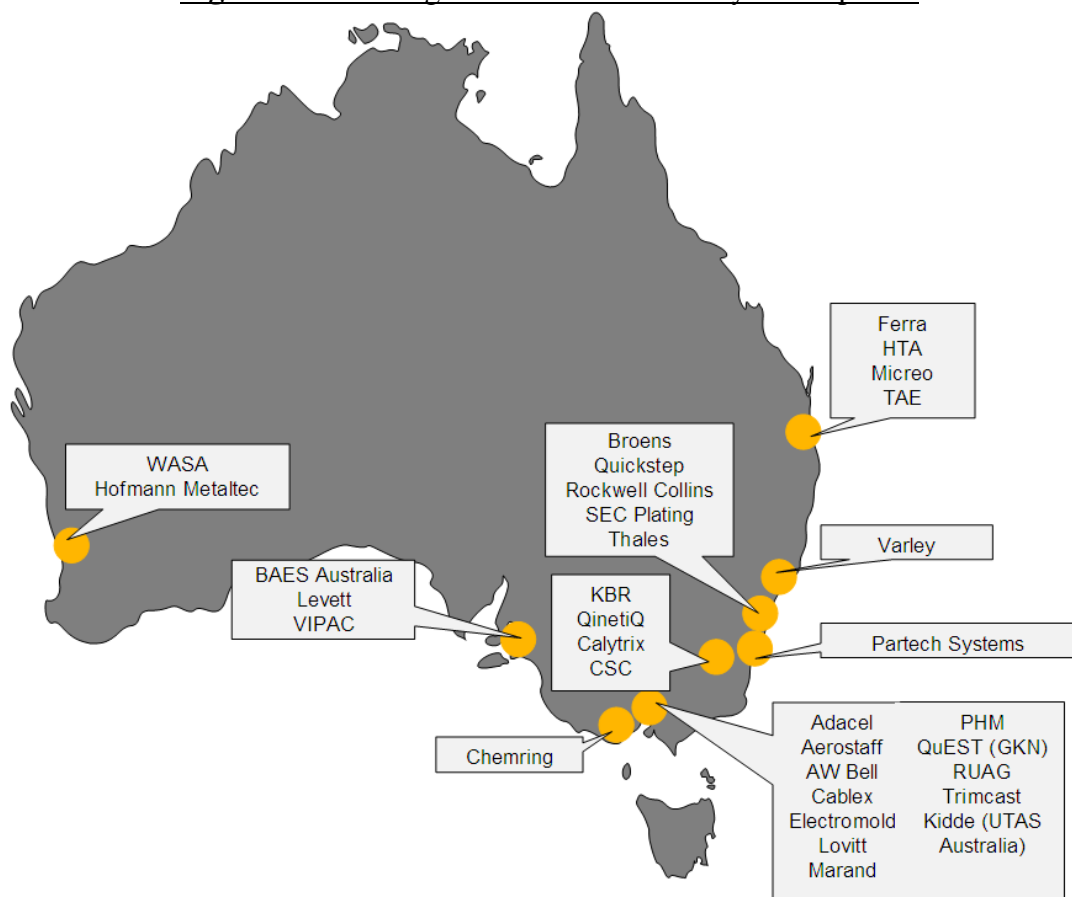 Ferra
HTA
Micreo
TAE
Broens
Quickstep
Rockwell Collins
SEC Plating
Thales
WASA
Hofmann Metaltec
Varley
BAES Australia
Levett
VIPAC
KBR
QinetiQ
Calytrix
CSC
Partech Systems
Chemring
Adacel
Aerostaff
AW Bell
Cablex
Electromold
Lovitt
Marand
PHM
QuEST (GKN)
RUAG
Trimcast
Kidde (UTAS
Australia)